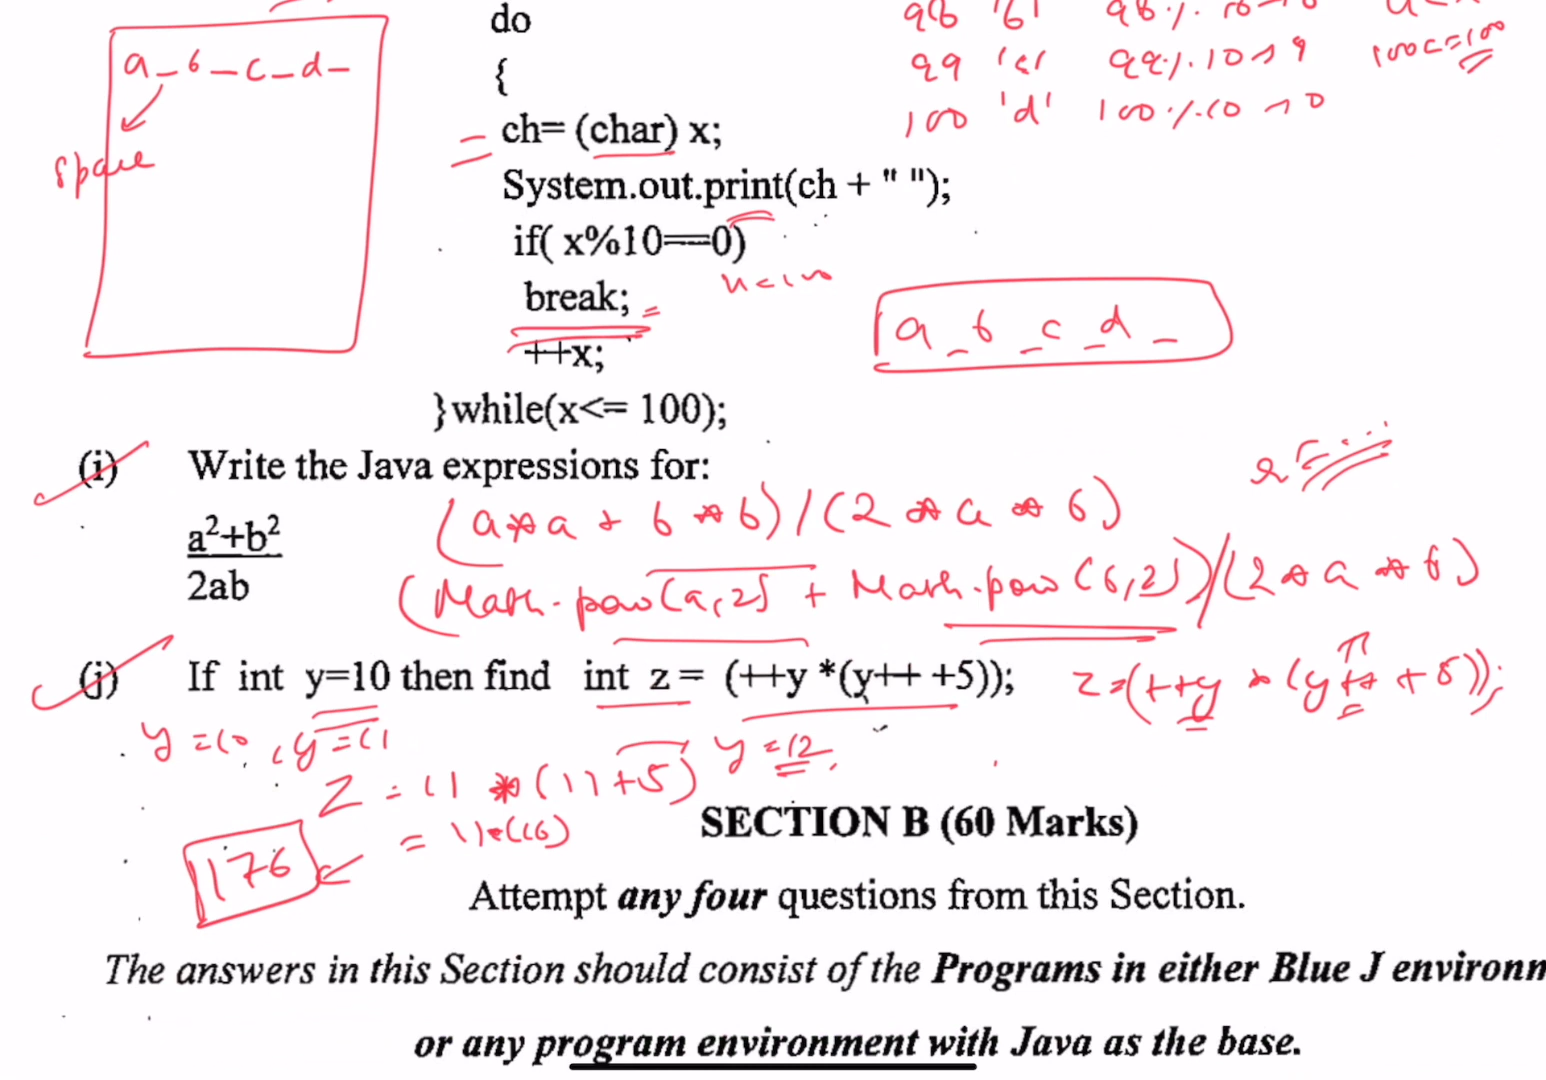 do
98 'b' 98 % 10 → 8
{
99 'c' 99 % 10 → 9 100<=100
a_b_c_d_
100 'd' 100 % 10 → 0
ch= (char) x;
space
System.out.print(ch + " ");
if( x%10==0)
break;
++x;
a _ b _ c _ d _
}while(x<= 100);
(i) Write the Java expressions for:
a²+b²
2ab
(a*a + b*b)/(2*a*b)
(Math.pow(a,2) + Math.pow(b,2))/(2*a*b)
(j) If int y=10 then find int z = (++y *(y++ +5)); z=(++y * (y++ + 5));
y=10, y=11
z = 11 * (11+5) y=12
= 11*(16)
176
SECTION B (60 Marks)
Attempt any four questions from this Section.
The answers in this Section should consist of the Programs in either Blue J environm
or any program environment with Java as the base.